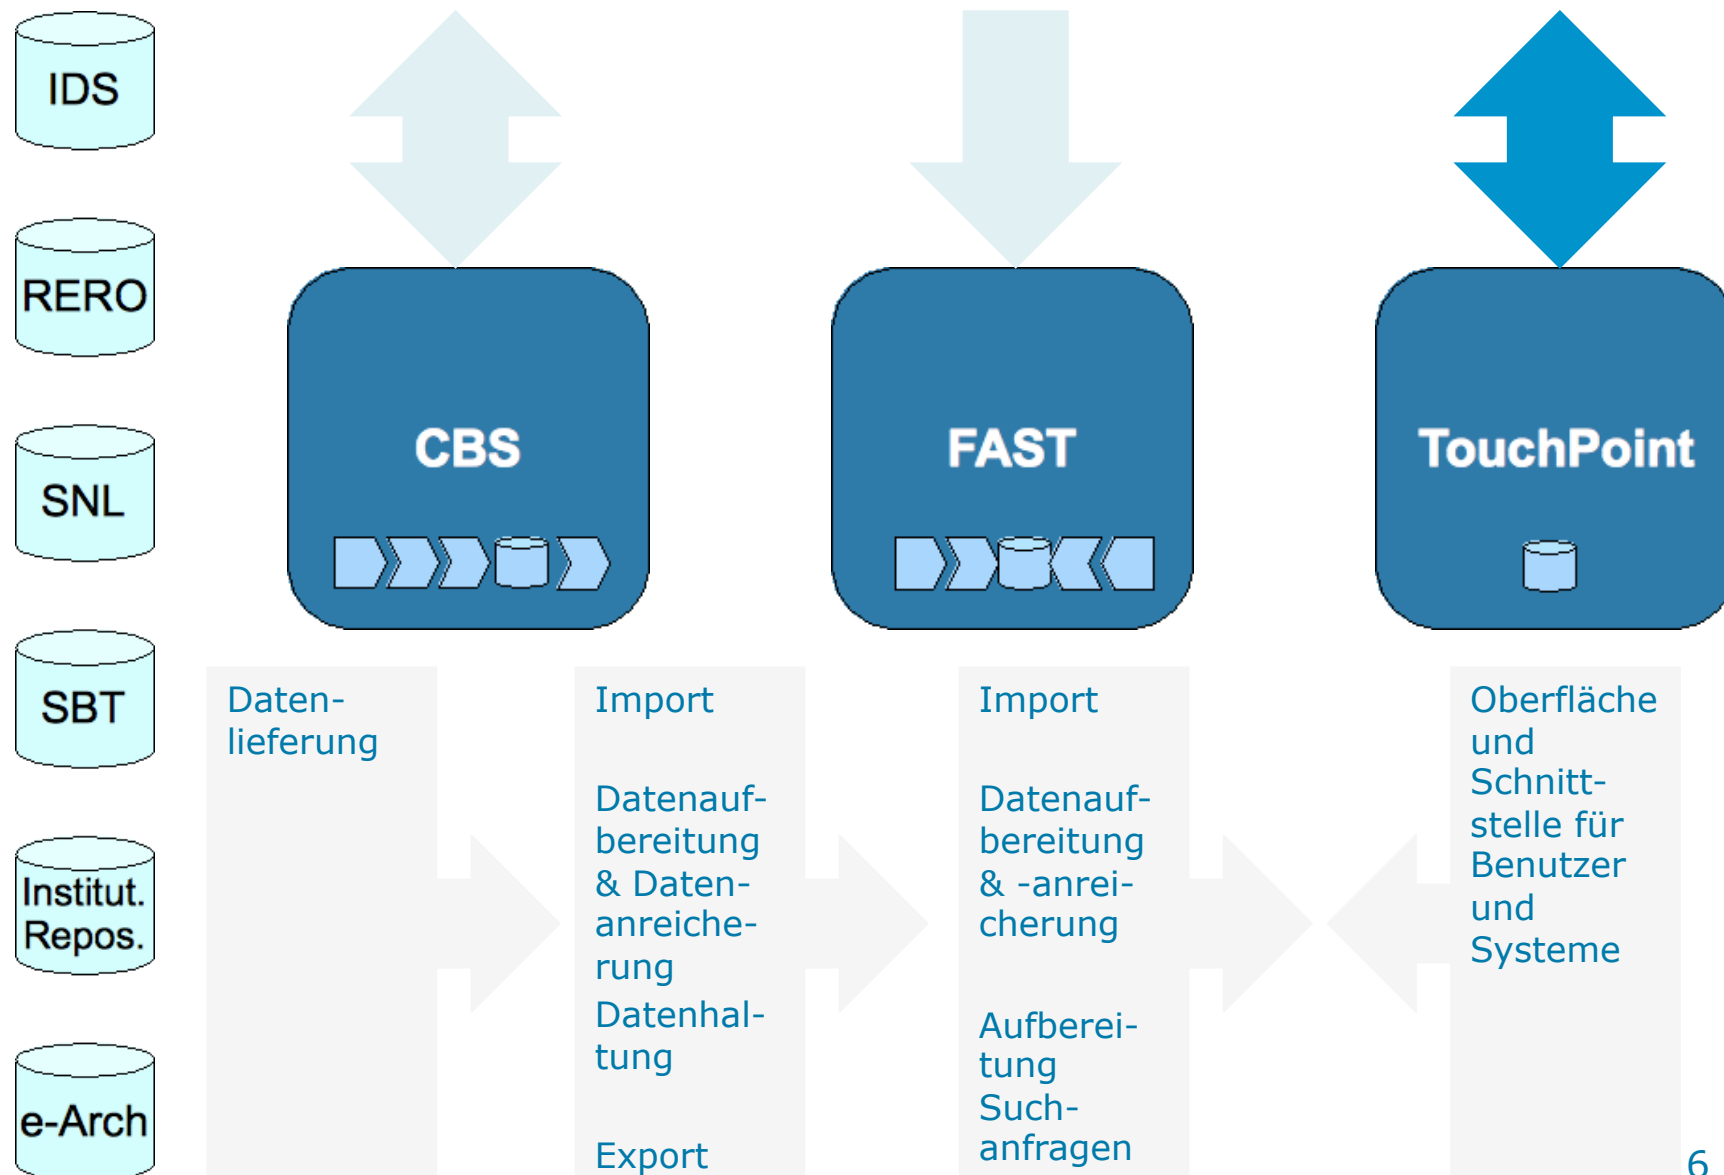 IDS
RERO
SNL
SBT
Institut.
Repos.
e-Arch
CBS
FAST
TouchPoint
Daten-
lieferung
Import
Datenauf-
bereitung
& Daten-
anreiche-
rung
Datenhal-
tung
Export
Import
Datenauf-
bereitung
& -anrei-
cherung
Aufberei-
tung
Such-
anfragen
Oberfläche
und
Schnitt-
stelle für
Benutzer
und
Systeme
6